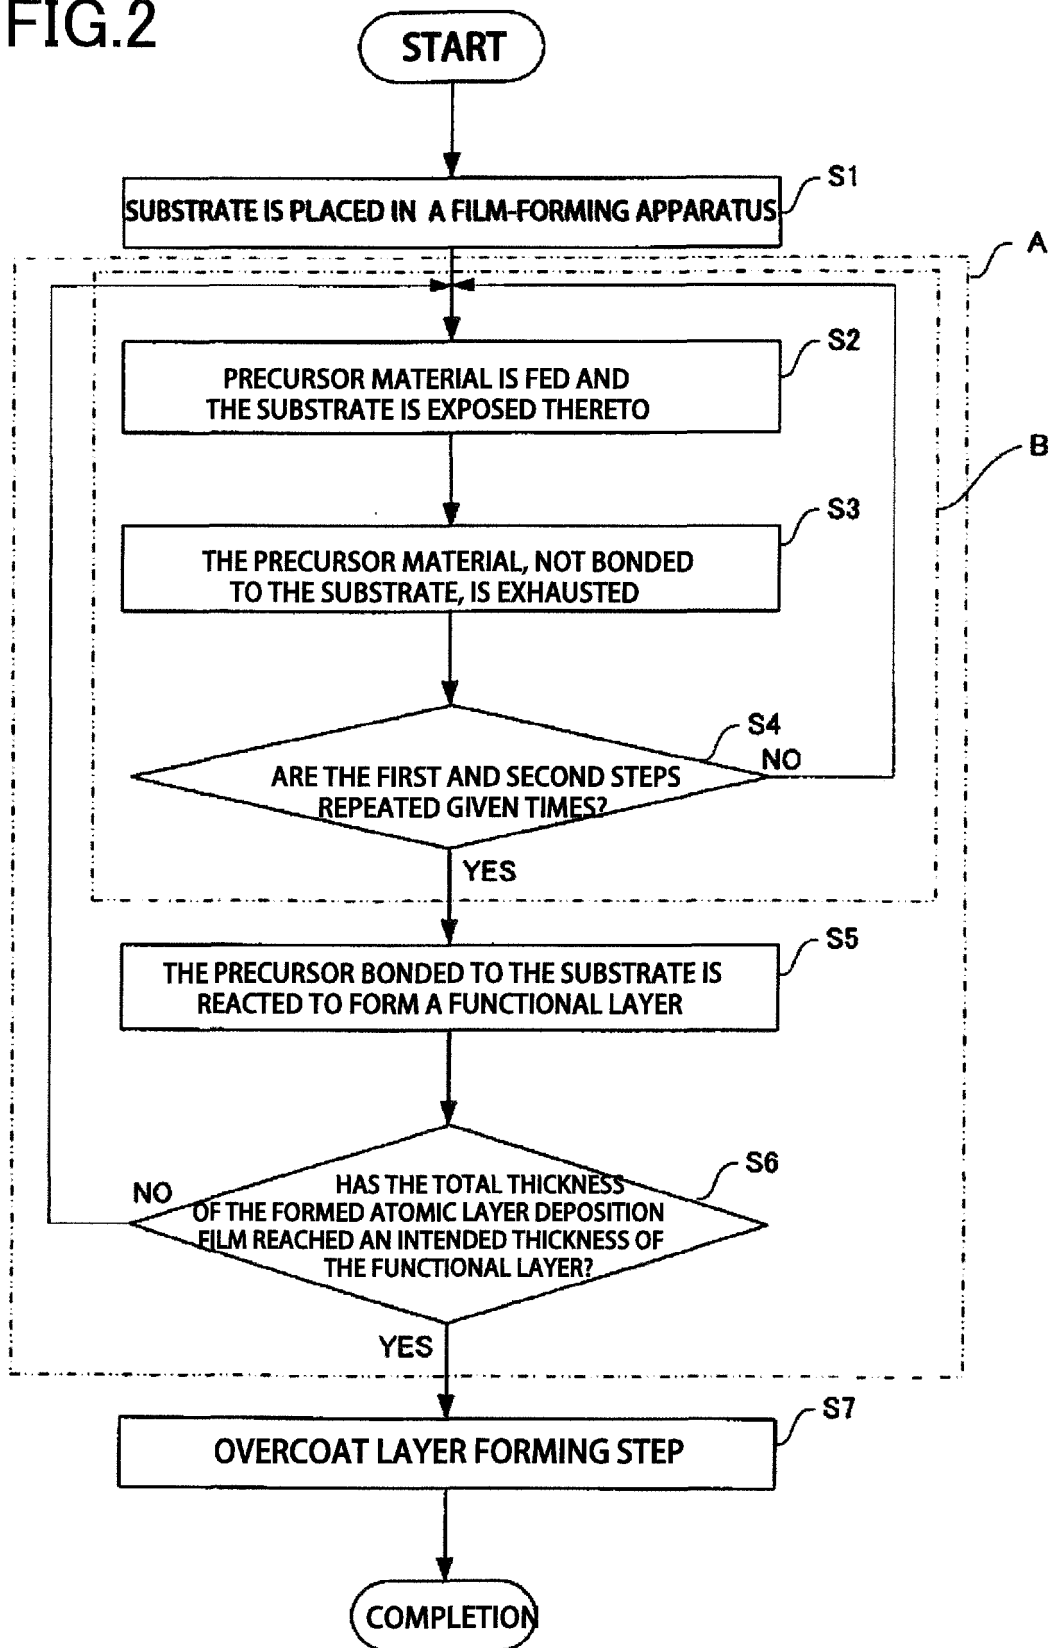 FIG.2
START
S1
SUBSTRATE IS PLACED IN A FILM-FORMING APPARATUS
A
S2
PRECURSOR MATERIAL IS FED AND
THE SUBSTRATE IS EXPOSED THERETO
B
S3
THE PRECURSOR MATERIAL, NOT BONDED
TO THE SUBSTRATE, IS EXHAUSTED
S4
NO
ARE THE FIRST AND SECOND STEPS
REPEATED GIVEN TIMES?
YES
S5
THE PRECURSOR BONDED TO THE SUBSTRATE IS
REACTED TO FORM A FUNCTIONAL LAYER
S6
NO
HAS THE TOTAL THICKNESS
OF THE FORMED ATOMIC LAYER DEPOSITION
FILM REACHED AN INTENDED THICKNESS OF
THE FUNCTIONAL LAYER?
YES
S7
OVERCOAT LAYER FORMING STEP
COMPLETION